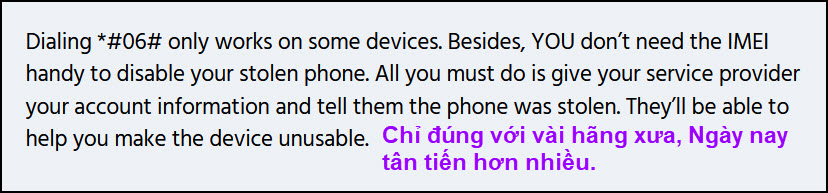 Dialing *#06# only works on some devices. Besides, YOU don’t need the IMEI
handy to disable your stolen phone. All you must do is give your service provider
your account information and tell them the phone was stolen. They’ll be able to
help you make the device unusable. Chỉ đúng với vài hãng xưa, Ngày nay
tân tiến hơn nhiều.